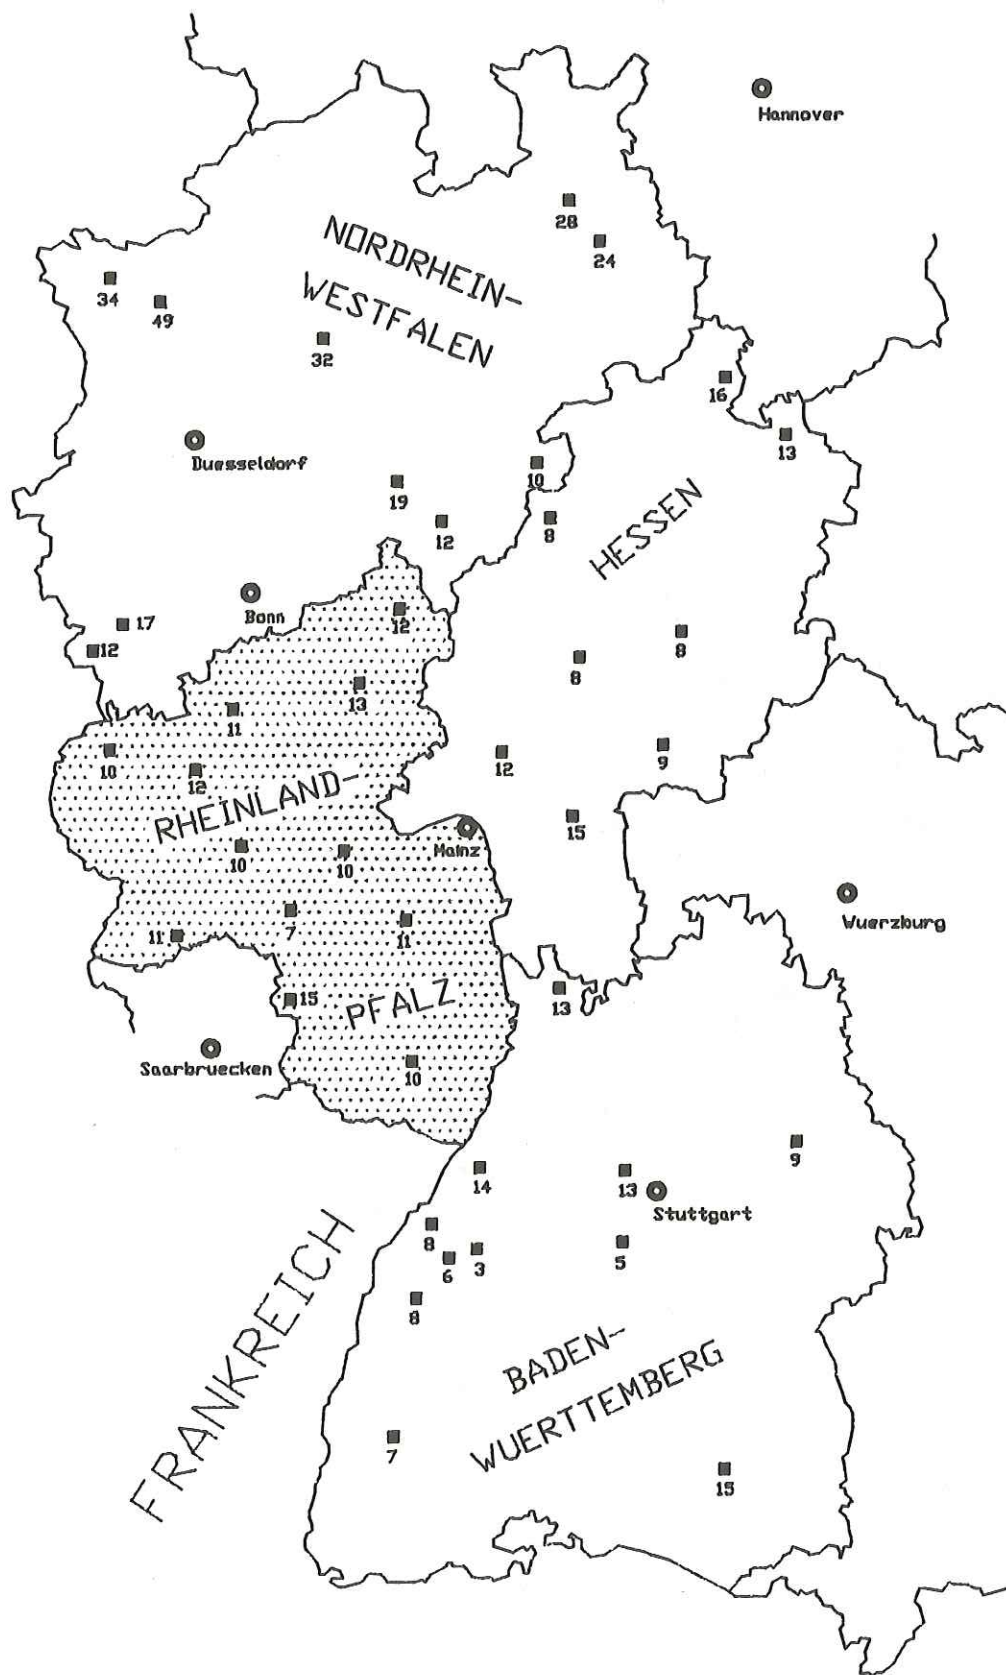 Hannover
28
NORDRHEIN-
24
34
49
WESTFALEN
32
16
13
Duesseldorf
10
19
HESSEN
12
8
Bonn
12
17
12
8
8
13
11
10
12
12
9
RHEINLAND-
15
Mainz
10
10
Wuerzburg
7
11
11
15
PFALZ
13
Saarbruecken
10
9
14
13
Stuttgart
8
6
3
5
8
FRANKREICH
BADEN-
WUERTTEMBERG
7
15